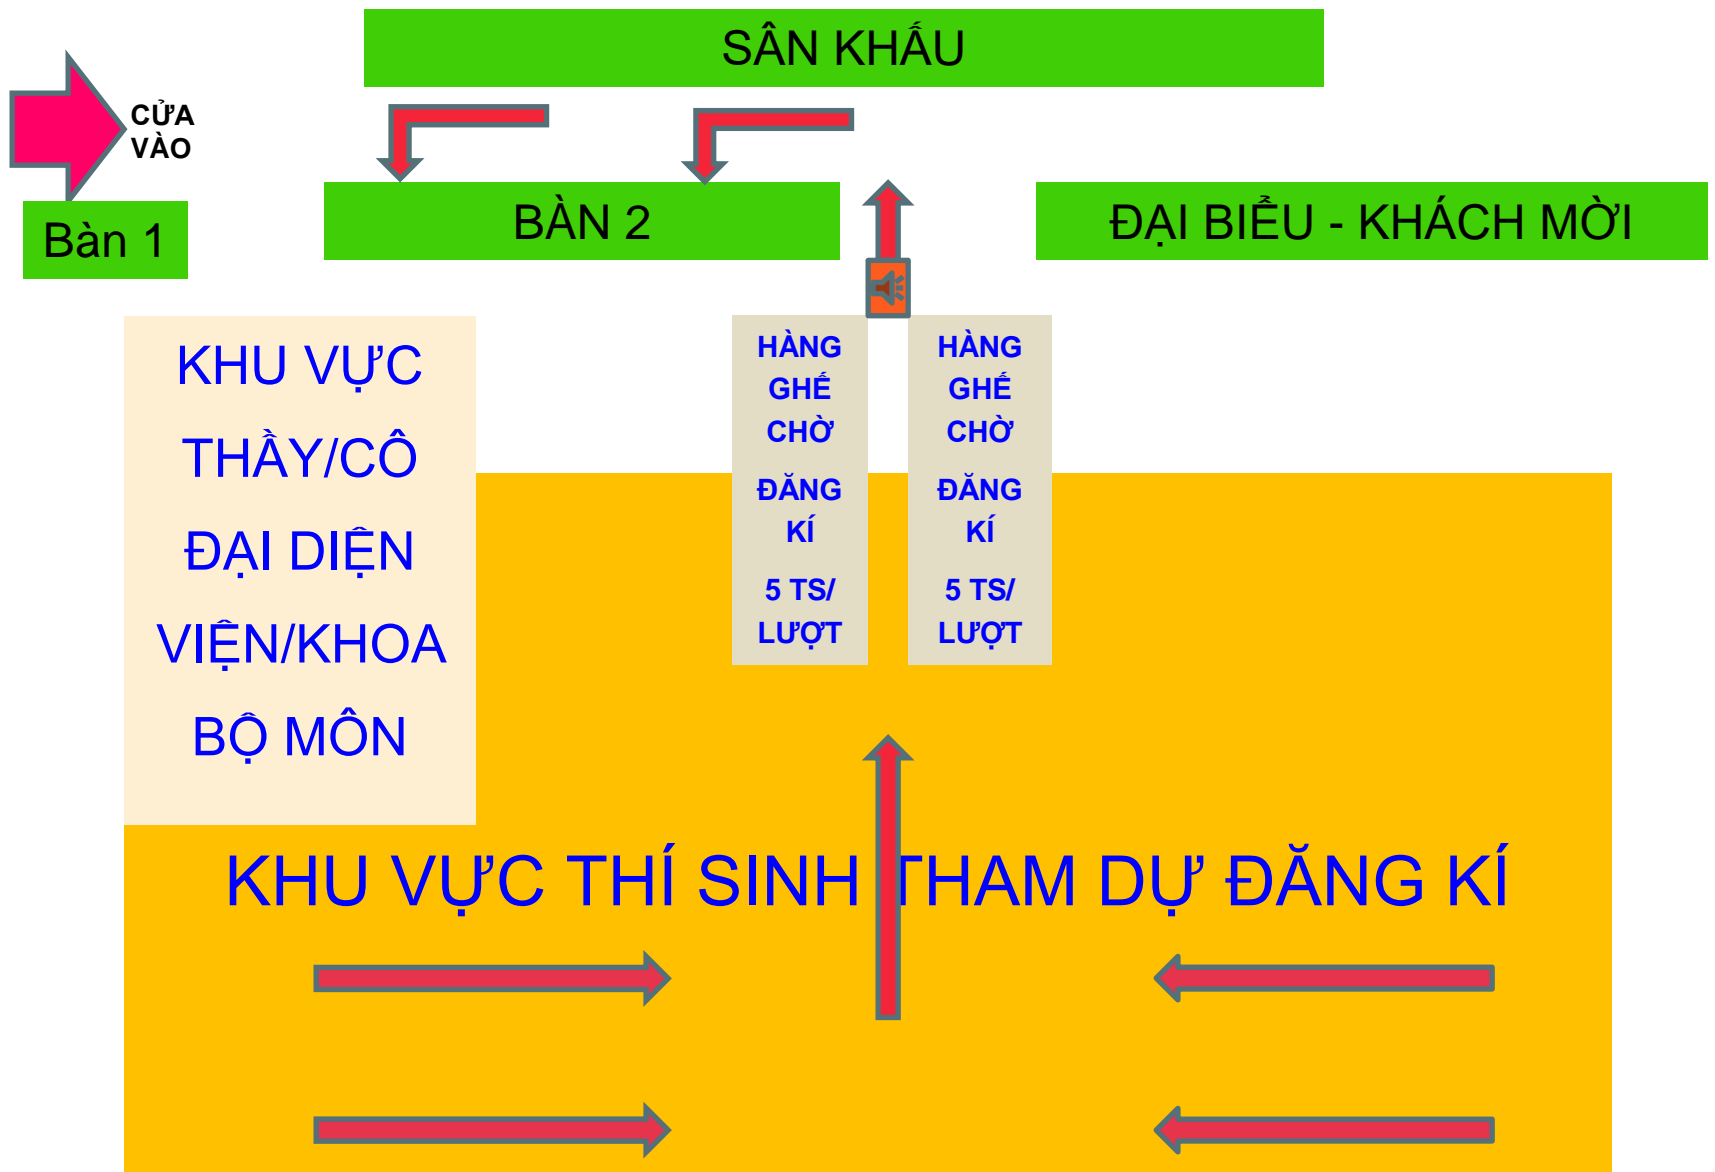 SÂN KHẤU
CỬA
VÀO
Bàn 1
BÀN 2
ĐẠI BIỂU - KHÁCH MỜI
KHU VỰC
THẦY/CÔ
ĐẠI DIỆN
VIỆN/KHOA
BỘ MÔN
HÀNG
GHẾ
CHỜ
ĐĂNG
KÍ
5 TS/
LƯỢT
HÀNG
GHẾ
CHỜ
ĐĂNG
KÍ
5 TS/
LƯỢT
KHU VỰC THÍ SINH THAM DỰ ĐĂNG KÍ